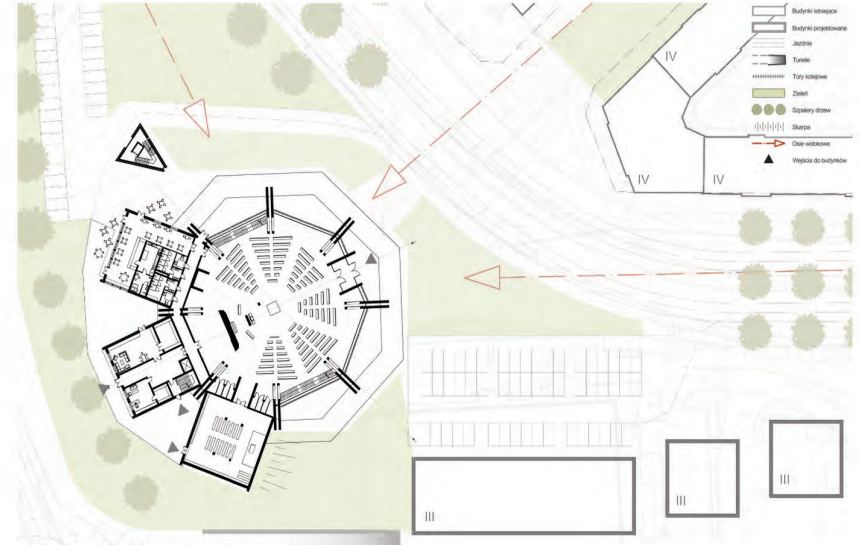 Budynki istniejące
Budynki projektowane
Jezdnie
Tunele
Tory kolejowe
Zieleń
Szpalery drzew
Skarpa
Osie widokowe
Wejścia do budynków
IV
IV
IV
III
III
III